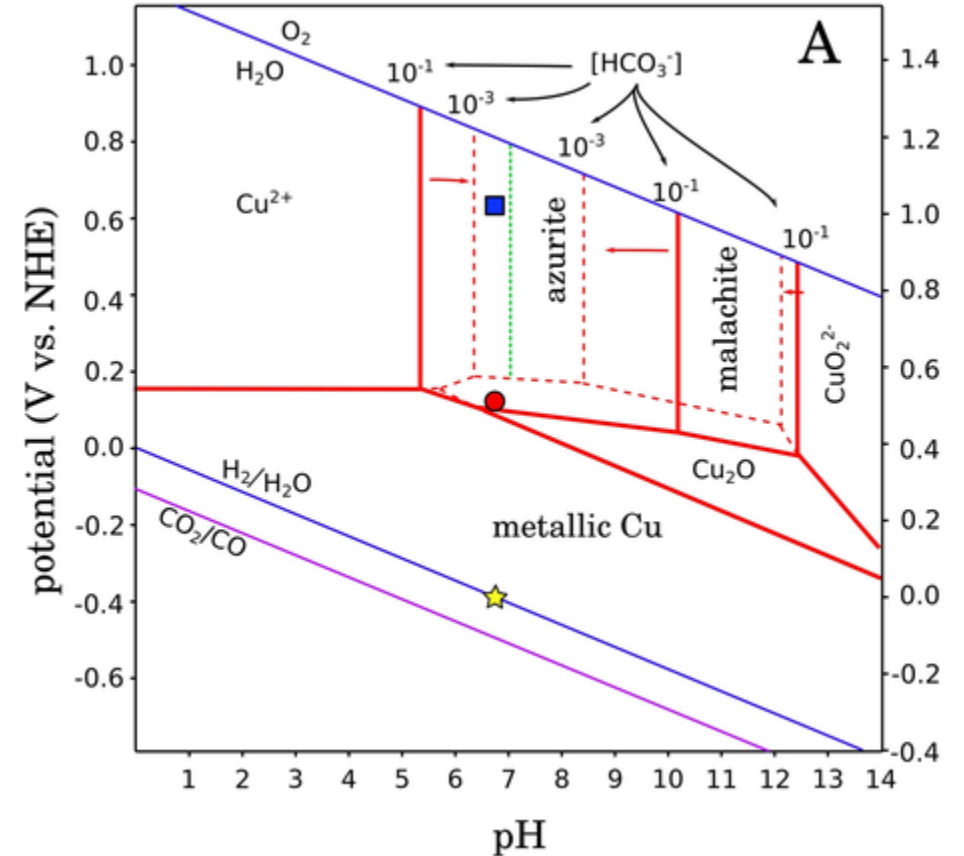 A
O₂
H₂O
[HCO₃⁻]
10⁻¹
10⁻³
10⁻³
10⁻¹
10⁻¹
Cu²⁺
azurite
malachite
CuO₂²⁻
Cu₂O
H₂/H₂O
CO₂/CO
metallic Cu
potential (V vs. NHE)
1.0
0.8
0.6
0.4
0.2
0.0
-0.2
-0.4
-0.6
1.4
1.2
1.0
0.8
0.6
0.4
0.2
0.0
-0.2
-0.4
1 2 3 4 5 6 7 8 9 10 11 12 13 14
pH